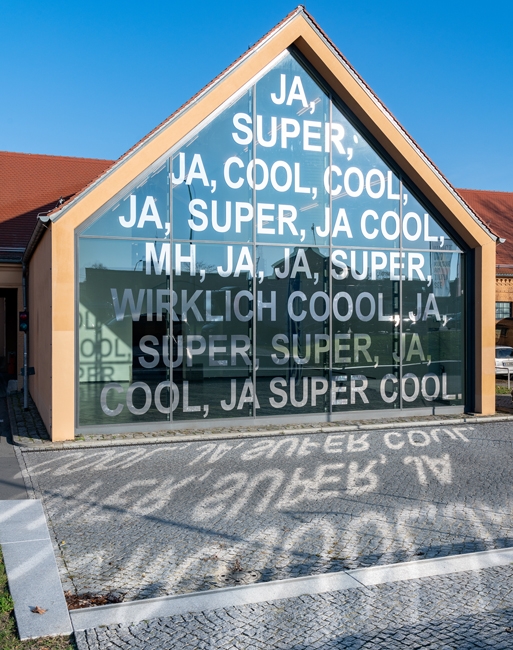 JA,
SUPER,
JA, COOL, COOL,
JA, SUPER, JA COOL,
MH, JA, JA, SUPER,
WIRKLICH COOOL, JA,
SUPER, SUPER, JA,
COOL, JA SUPER COOL.